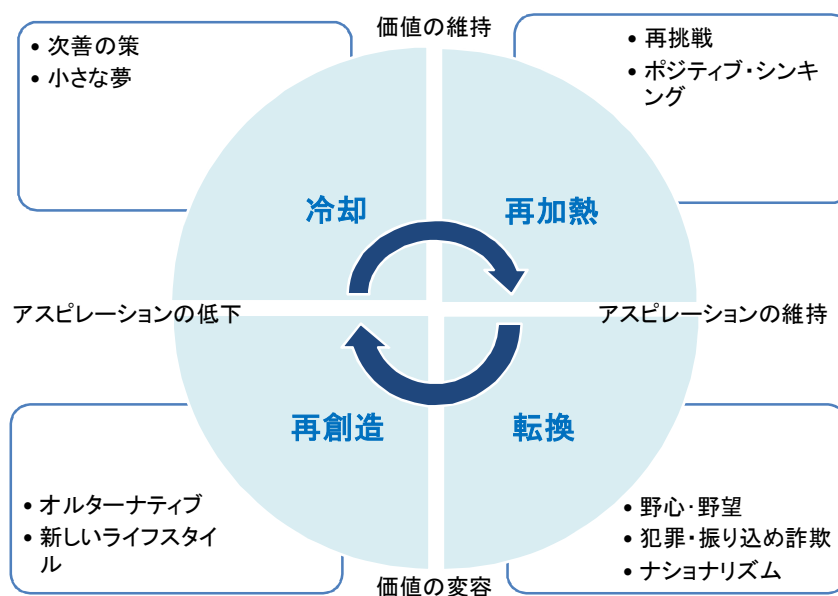 価値の維持
• 次善の策
• 小さな夢
• 再挑戦
• ポジティブ・シンキ
ング
冷却
再加熱
アスピレーションの低下
アスピレーションの維持
再創造
転換
• オルターナティブ
• 新しいライフスタイ
ル
• 野心・野望
• 犯罪・振り込め詐欺
• ナショナリズム
価値の変容